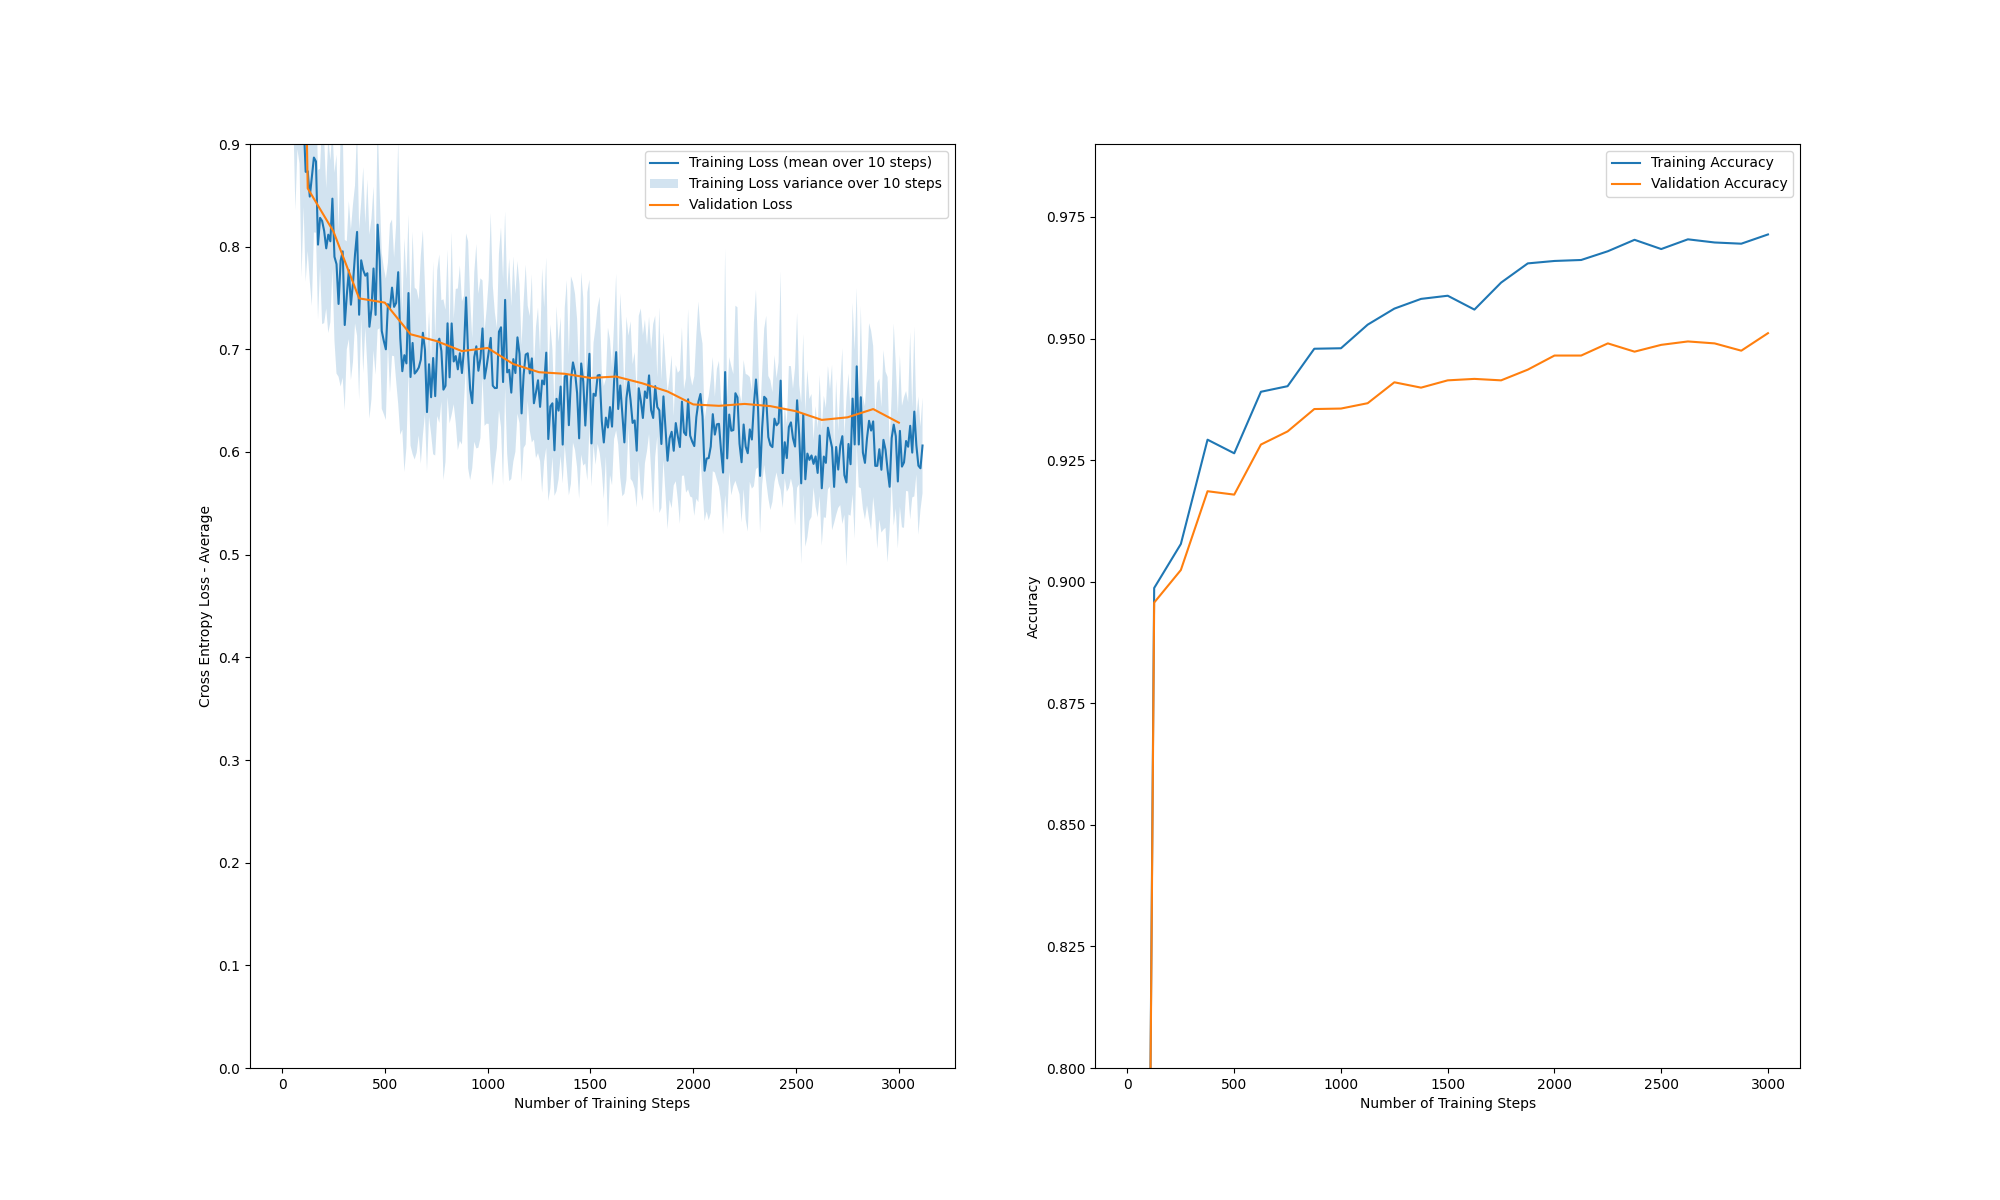 Training Loss (mean over 10 steps)
Training Loss variance over 10 steps
Validation Loss
Cross Entropy Loss - Average
0.9
0.8
0.7
0.6
0.5
0.4
0.3
0.2
0.1
0.0
0 500 1000 1500 2000 2500 3000
Number of Training Steps
Training Accuracy
Validation Accuracy
Accuracy
0.975
0.950
0.925
0.900
0.875
0.850
0.825
0.800
0 500 1000 1500 2000 2500 3000
Number of Training Steps